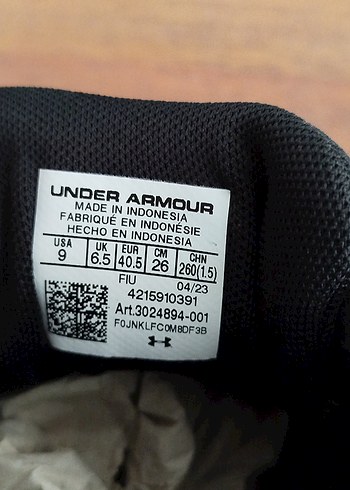 UNDER ARMOUR
MADE IN INDONESIA
FABRIQUÉ EN INDONÉSIE
HECHO EN INDONESIA
USA UK EUR CM CHN
9 6.5 40.5 26 260(1.5)
FIU 04/23
4215910391
Art.3024894-001
F0JNKLFC0M8DF3B